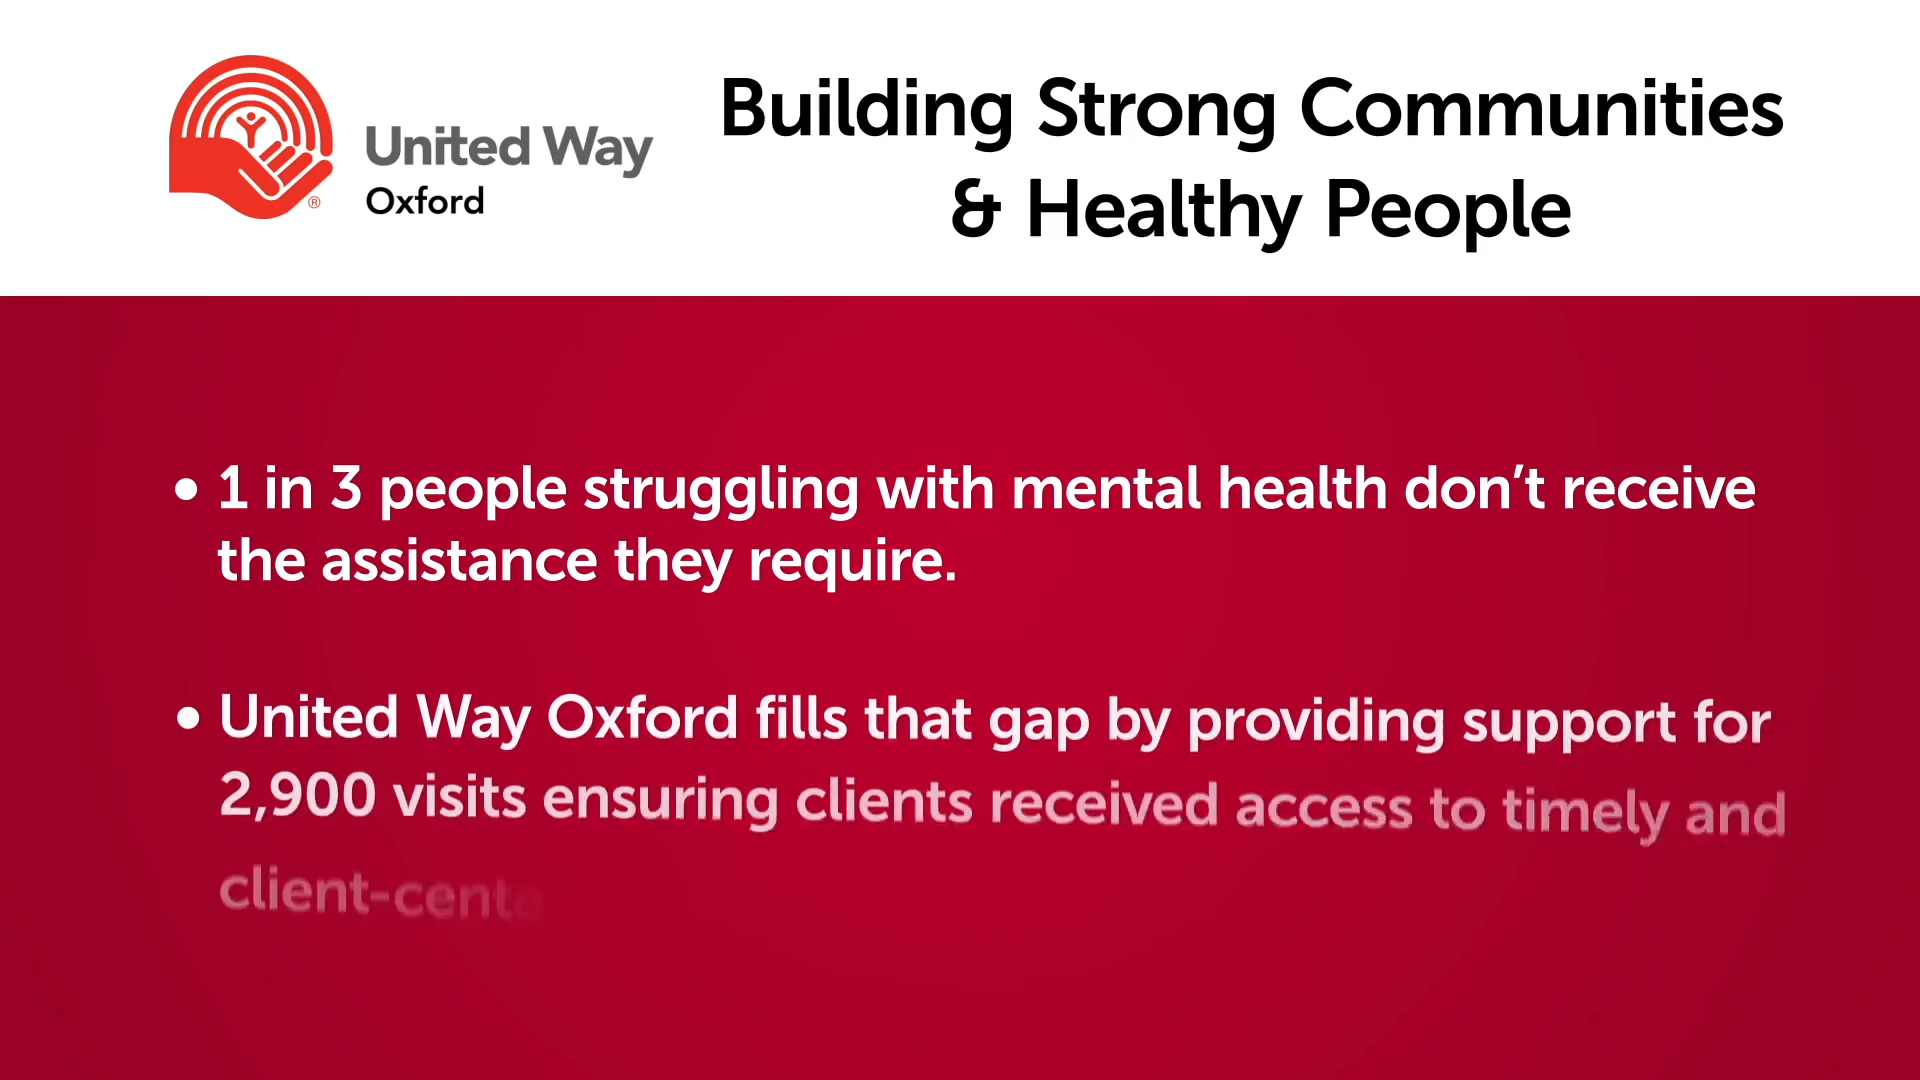 United Way
Oxford
Building Strong Communities
& Healthy People
• 1 in 3 people struggling with mental health don’t receive
the assistance they require.
• United Way Oxford fills that gap by providing support for
2,900 visits ensuring clients received access to timely and